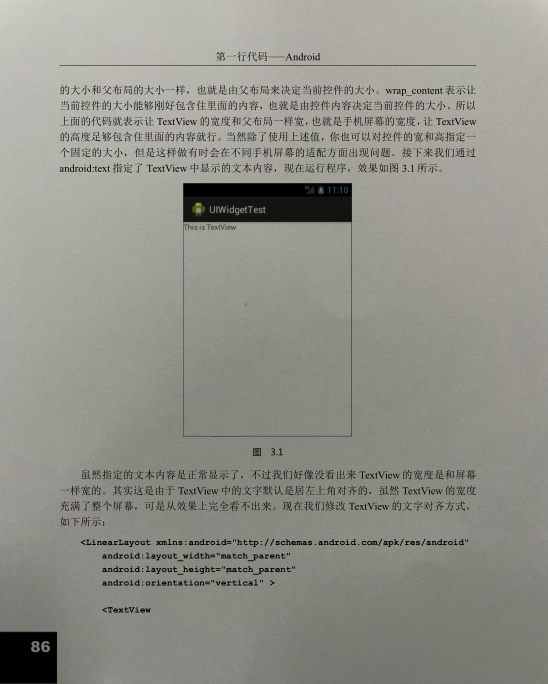 第一行代码——Android
的大小和父布局的大小一样，也就是由父布局来决定当前控件的大小。wrap_content 表示让
当前控件的大小能够刚好包含住里面的内容，也就是由控件内容决定当前控件的大小。所以
上面的代码就表示让 TextView 的宽度和父布局一样宽，也就是手机屏幕的宽度，让 TextView
的高度足够包含住里面的内容就行。当然除了使用上述值，你也可以对控件的宽和高指定一
个固定的大小，但是这样做有时会在不同手机屏幕的适配方面出现问题。接下来我们通过
android:text 指定了 TextView 中显示的文本内容，现在运行程序，效果如图 3.1 所示。
11:10
UIWidgetTest
This is TextView
图 3.1
虽然指定的文本内容是正常显示了，不过我们好像没看出来 TextView 的宽度是和屏幕
一样宽的。其实这是由于 TextView 中的文字默认是居左上角对齐的，虽然 TextView 的宽度
充满了整个屏幕，可是从效果上完全看不出来。现在我们修改 TextView 的文字对齐方式，
如下所示：
<LinearLayout xmlns:android="http://schemas.android.com/apk/res/android"
android:layout_width="match_parent"
android:layout_height="match_parent"
android:orientation="vertical" >
<TextView
86